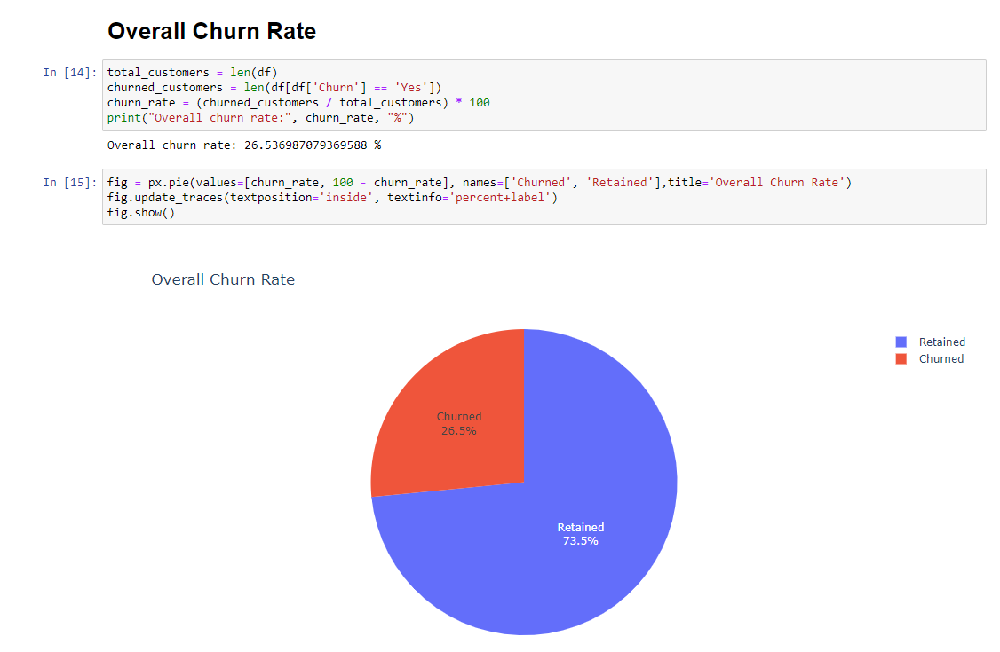 Overall Churn Rate
In [14]: total_customers = len(df)
churned_customers = len(df[df['Churn'] == 'Yes'])
churn_rate = (churned_customers / total_customers) * 100
print("Overall churn rate:", churn_rate, "%")
Overall churn rate: 26.536987079369588 %
In [15]: fig = px.pie(values=[churn_rate, 100 - churn_rate], names=['Churned', 'Retained'],title='Overall Churn Rate')
fig.update_traces(textposition='inside', textinfo='percent+label')
fig.show()
Overall Churn Rate
Retained
Churned
Churned
26.5%
Retained
73.5%